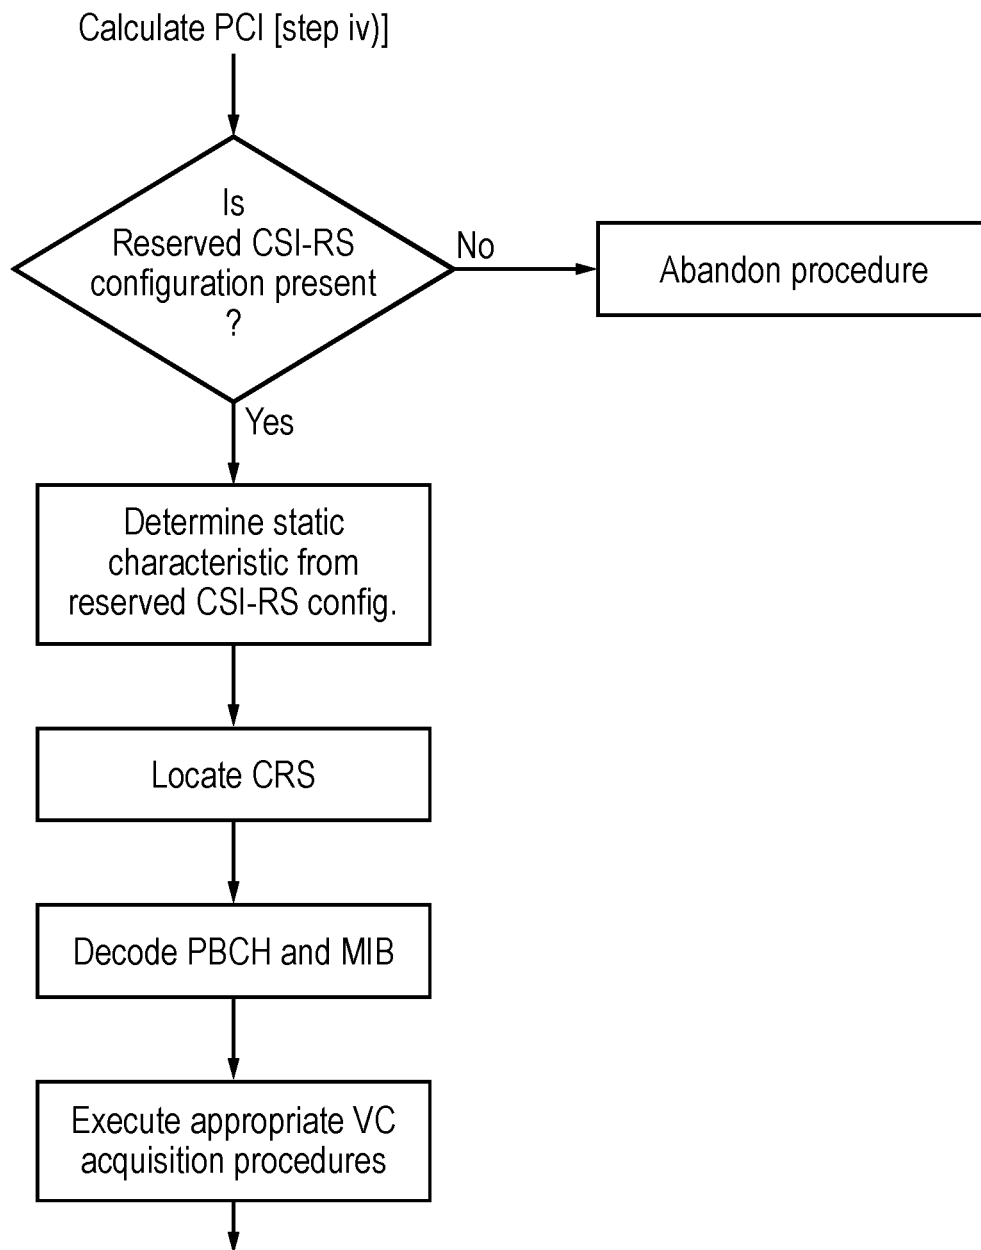 Calculate PCI [step iv)]
Is
Reserved CSI-RS
configuration present
?
No
Abandon procedure
Yes
Determine static
characteristic from
reserved CSI-RS config.
Locate CRS
Decode PBCH and MIB
Execute appropriate VC
acquisition procedures